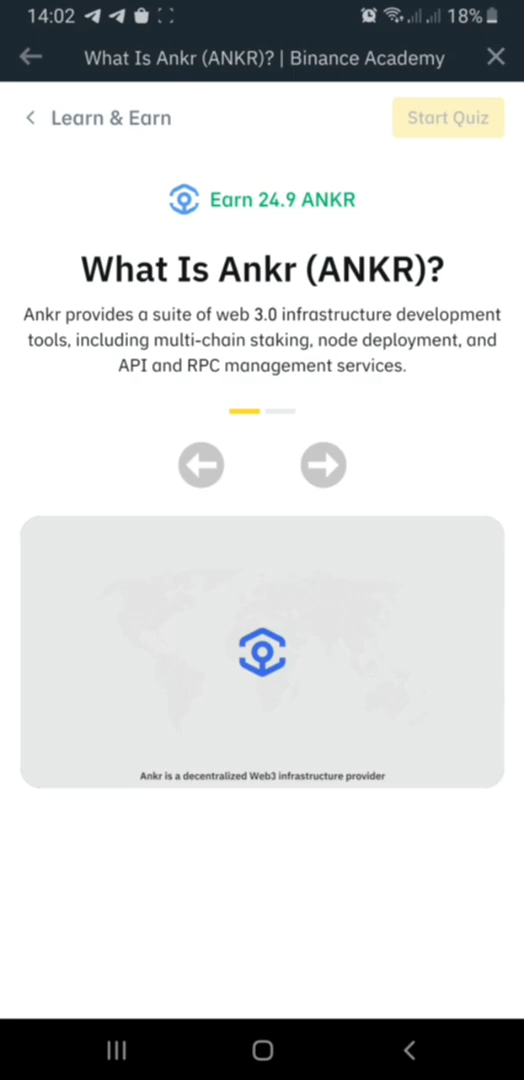 14:02
18%
What Is Ankr (ANKR)? | Binance Academy
Learn & Earn
Start Quiz
Earn 24.9 ANKR
What Is Ankr (ANKR)?
Ankr provides a suite of web 3.0 infrastructure development
tools, including multi-chain staking, node deployment, and
API and RPC management services.
Ankr is a decentralized Web3 infrastructure provider